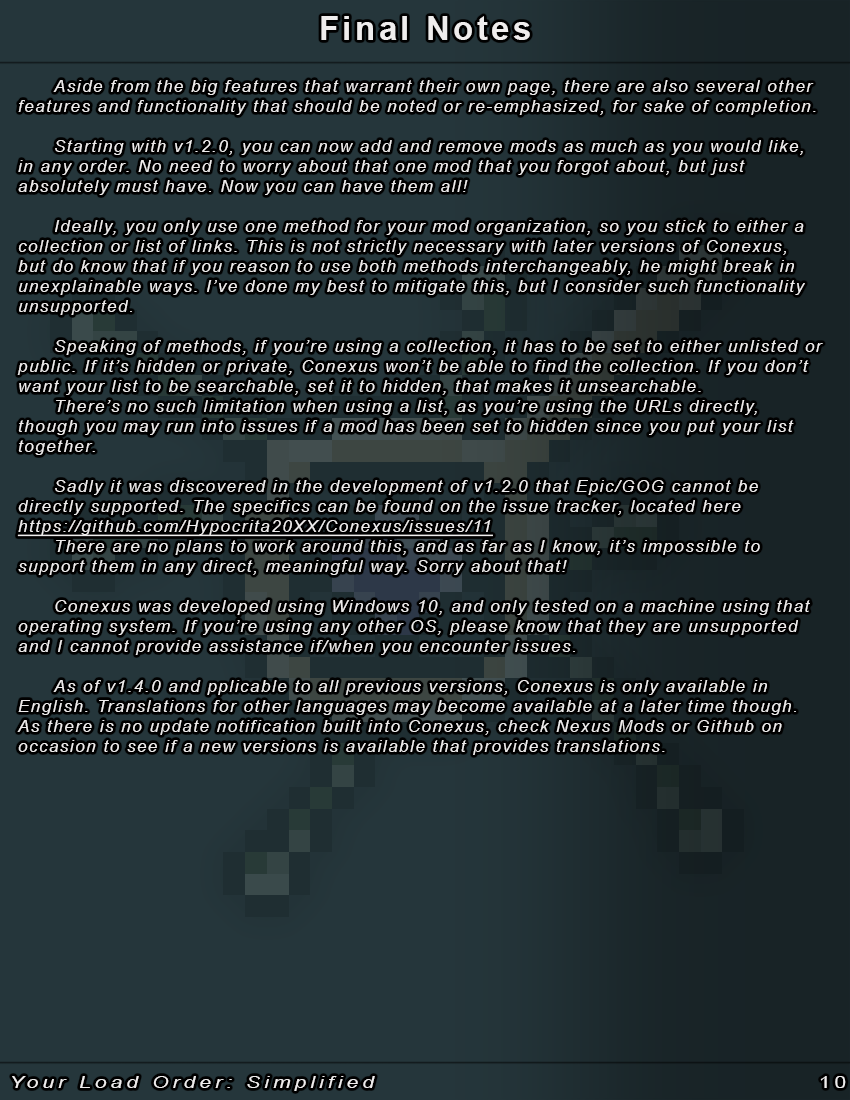 Final Notes
Aside from the big features that warrant their own page, there are also several other
features and functionality that should be noted or re-emphasized, for sake of completion.
Starting with v1.2.0, you can now add and remove mods as much as you would like,
in any order. No need to worry about that one mod that you forgot about, but just
absolutely must have. Now you can have them all!
Ideally, you only use one method for your mod organization, so you stick to either a
collection or list of links. This is not strictly necessary with later versions of Conexus,
but do know that if you reason to use both methods interchangeably, he might break in
unexplainable ways. I've done my best to mitigate this, but I consider such functionality
unsupported.
Speaking of methods, if you're using a collection, it has to be set to either unlisted or
public. If it's hidden or private, Conexus won't be able to find the collection. If you don't
want your list to be searchable, set it to hidden, that makes it unsearchable.
There's no such limitation when using a list, as you're using the URLs directly,
though you may run into issues if a mod has been set to hidden since you put your list
together.
Sadly it was discovered in the development of v1.2.0 that Epic/GOG cannot be
directly supported. The specifics can be found on the issue tracker, located here
https://github.com/Hypocrita20XX/Conexus/issues/11
There are no plans to work around this, and as far as I know, it's impossible to
support them in any direct, meaningful way. Sorry about that!
Conexus was developed using Windows 10, and only tested on a machine using that
operating system. If you're using any other OS, please know that they are unsupported
and I cannot provide assistance if/when you encounter issues.
As of v1.4.0 and pplicable to all previous versions, Conexus is only available in
English. Translations for other languages may become available at a later time though.
As there is no update notification built into Conexus, check Nexus Mods or Github on
occasion to see if a new versions is available that provides translations.
Your Load Order: Simplified
10